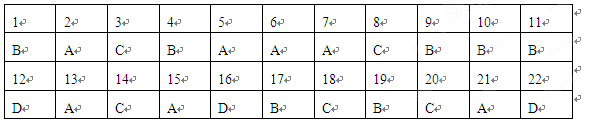 1 2 3 4 5 6 7 8 9 10 11
B A C B A A A C B B B
12 13 14 15 16 17 18 19 20 21 22
D A C A D B C B C A D